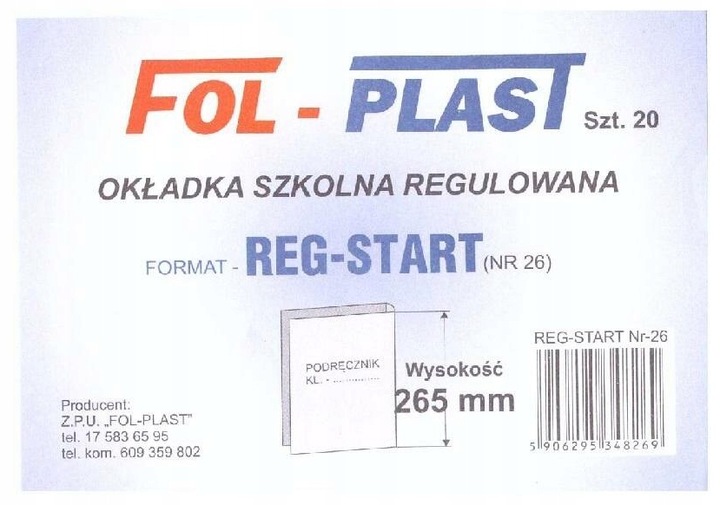 FOL - PLAST Szt. 20
OKŁADKA SZKOLNA REGULOWANA
FORMAT - REG-START (NR 26)
PODRĘCZNIK
KL. - ................
Wysokość
265 mm
REG-START Nr-26
5 906295 348269
Producent:
Z.P.U. „FOL-PLAST"
tel. 17 583 65 95
tel. kom. 609 359 802